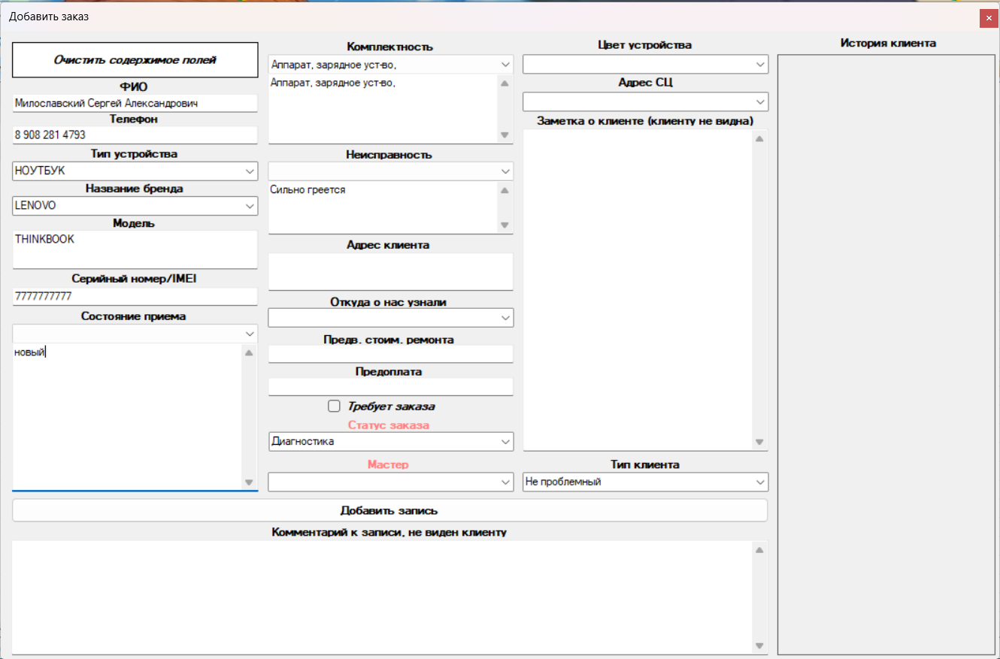 Добавить заказ
Очистить содержимое полей
ФИО
Милославский Сергей Александрович
Телефон
8 908 281 4793
Тип устройства
НОУТБУК
Название бренда
LENOVO
Модель
THINKBOOK
Серийный номер/IMEI
7777777777
Состояние приема
новый
Комплектность
Аппарат, зарядное уст-во,
Аппарат, зарядное уст-во,
Неисправность
Сильно греется
Адрес клиента
Откуда о нас узнали
Предв. стоим. ремонта
Предоплата
Требует заказа
Статус заказа
Диагностика
Мастер
Цвет устройства
Адрес СЦ
Заметка о клиенте (клиенту не видна)
Тип клиента
Не проблемный
История клиента
Добавить запись
Комментарий к записи, не виден клиенту